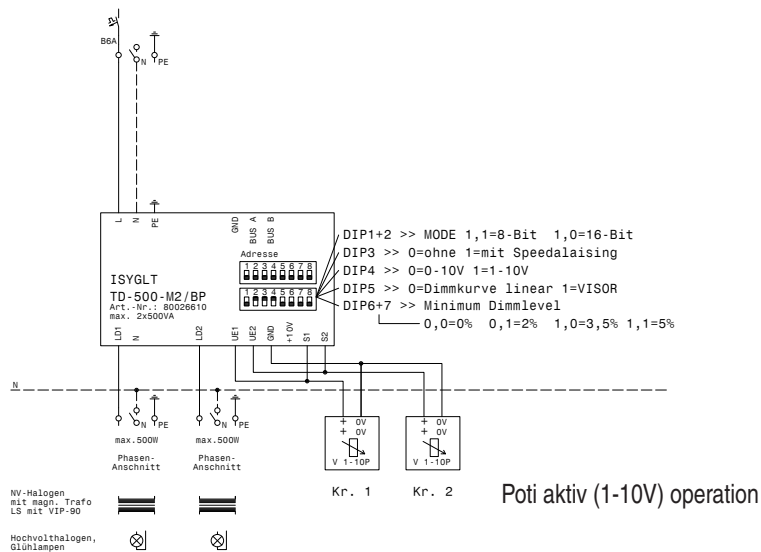 B6A
N
PE
L
N
PE
GND
BUS A
BUS B
Adresse
1 2 3 4 5 6 7 8
1 2 3 4 5 6 7 8
ISYGLT
TD-500-M2/BP
Art.-Nr.: 80026610
max. 2x500VA
LD1
N
LD2
UE1
UE2
GND
+10V
S1
S2
DIP1+2 >> MODE 1,1=8-Bit 1,0=16-Bit
DIP3 >> 0=ohne 1=mit Speedalaising
DIP4 >> 0=0-10V 1=1-10V
DIP5 >> 0=Dimmkurve linear 1=VISOR
DIP6+7 >> Minimum Dimmlevel
0,0=0% 0,1=2% 1,0=3,5% 1,1=5%
N
N
PE
N
PE
max.500W
max.500W
Phasen-
Anschnitt
Phasen-
Anschnitt
+ 0V
+ 0V
V 1-10P
+ 0V
+ 0V
V 1-10P
Kr. 1
Kr. 2
Poti aktiv (1-10V) operation
NV-Halogen
mit magn. Trafo
LS mit VIP-90
Hochvolthalogen,
Glühlampen